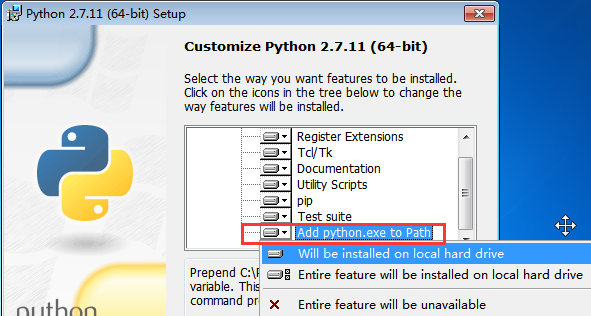 Python 2.7.11 (64-bit) Setup
Customize Python 2.7.11 (64-bit)
Select the way you want features to be installed.
Click on the icons in the tree below to change the
way features will be installed.
Register Extensions
Tcl/Tk
Documentation
Utility Scripts
pip
Test suite
Add python.exe to Path
Will be installed on local hard drive
Entire feature will be installed on local hard drive
Entire feature will be unavailable
Prepend C:\
variable. This
command
python